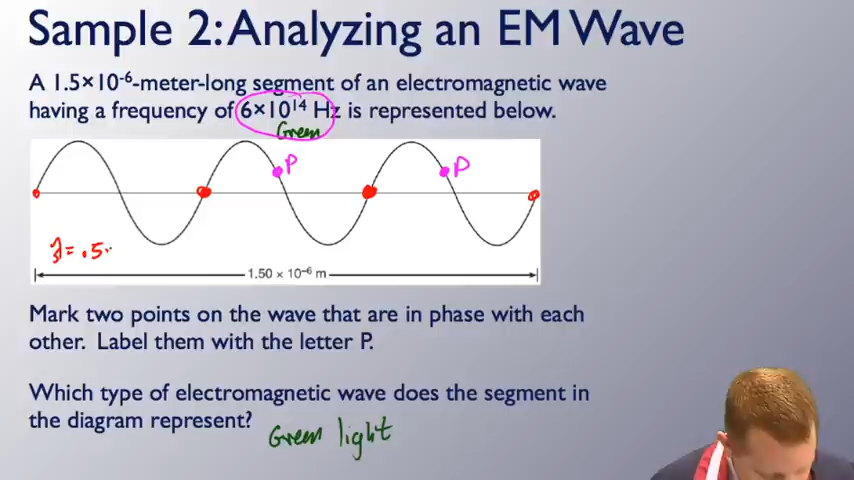 Sample 2: Analyzing an EM Wave
A 1.5×10⁻⁶-meter-long segment of an electromagnetic wave
having a frequency of 6×10¹⁴ Hz is represented below.
Green
P P
λ= .5
1.50 × 10⁻⁶ m
Mark two points on the wave that are in phase with each
other. Label them with the letter P.
Which type of electromagnetic wave does the segment in
the diagram represent?
Green light